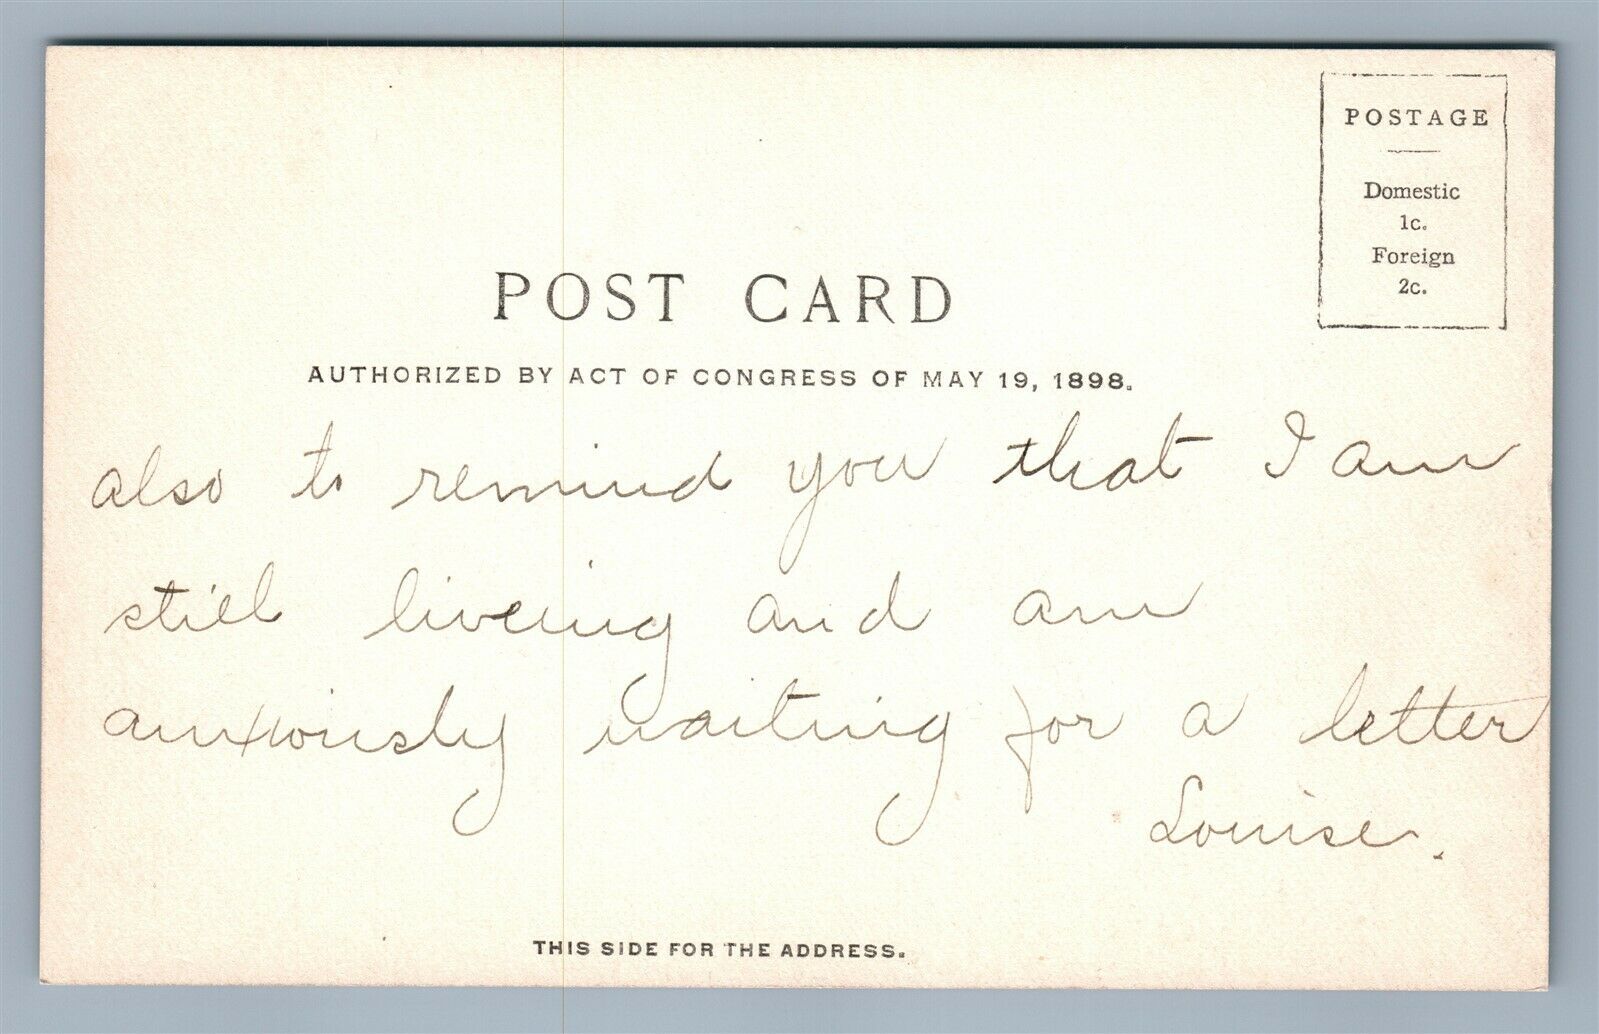 POSTAGE
Domestic
1c.
Foreign
2c.
POST CARD
AUTHORIZED BY ACT OF CONGRESS OF MAY 19, 1898.
also to remind you that I am
still liveing and am
anxiously waiting for a letter
Louise.
THIS SIDE FOR THE ADDRESS.